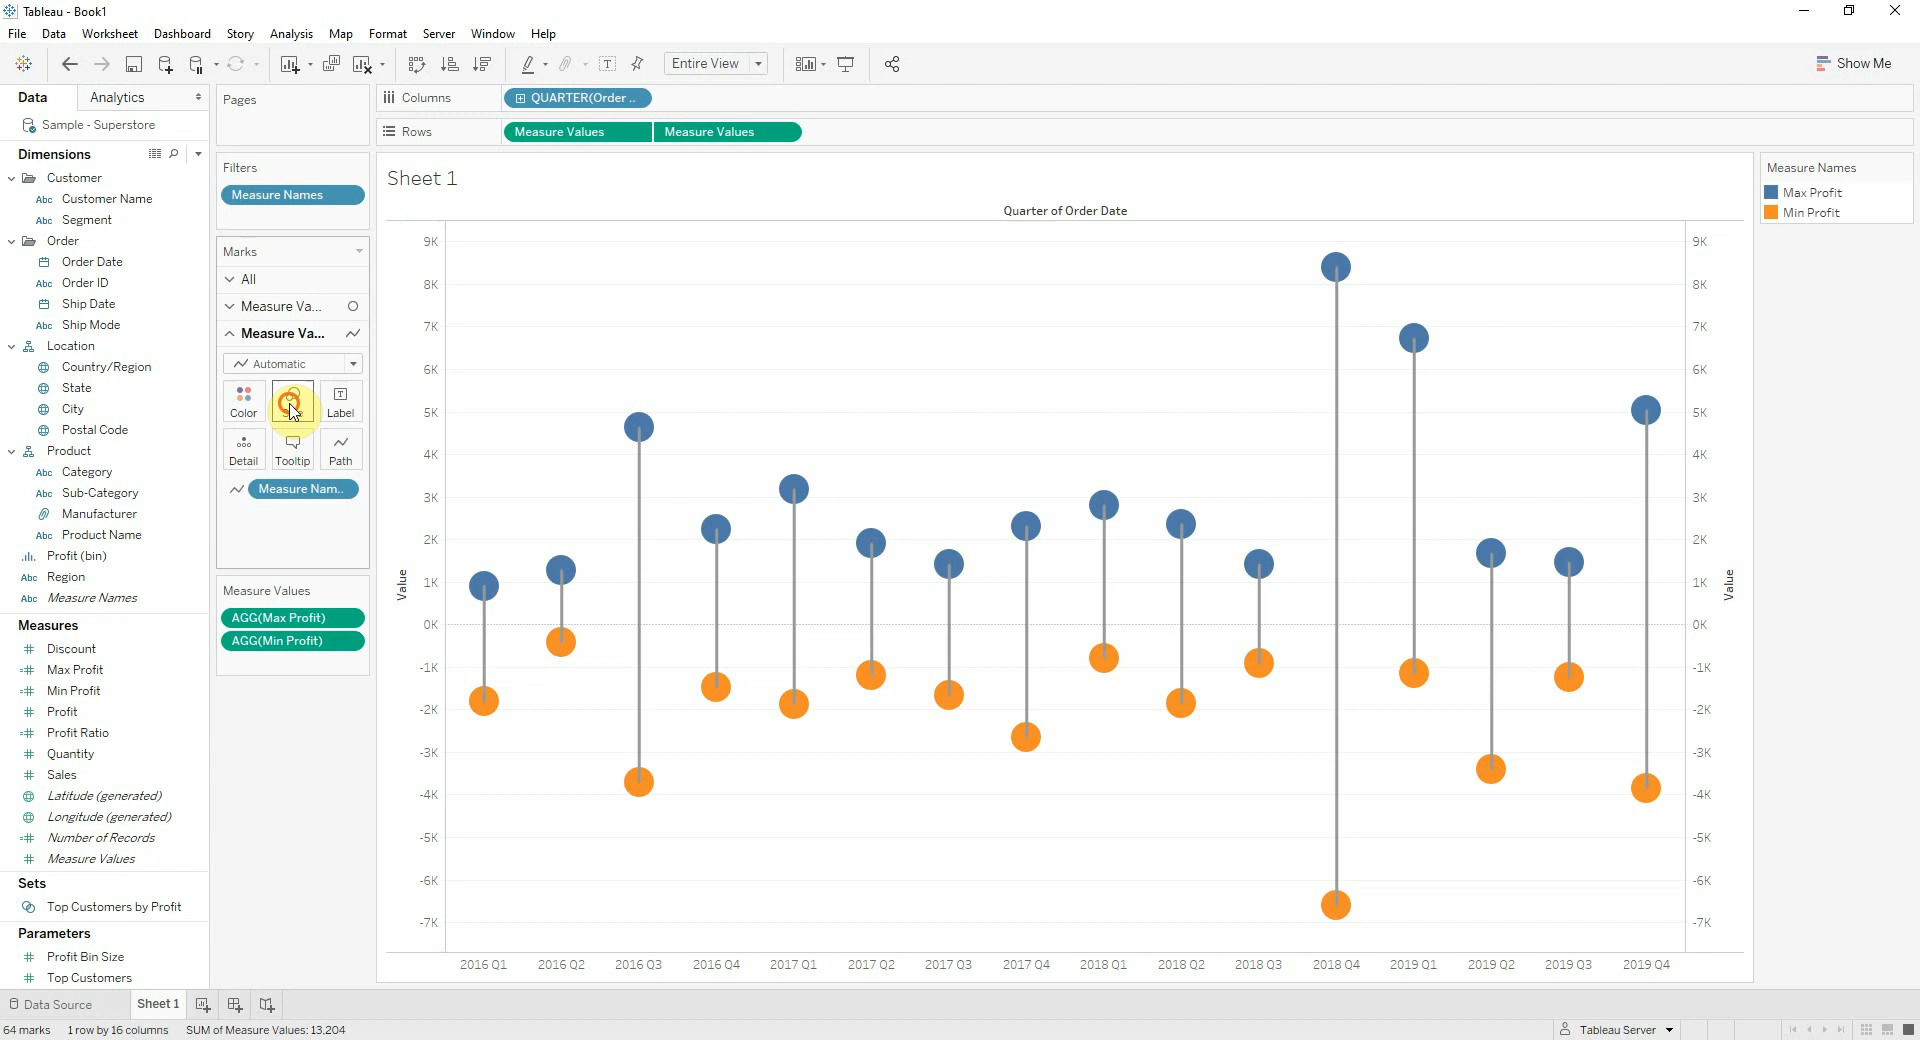 Tableau - Book1
File Data Worksheet Dashboard Story Analysis Map Format Server Window Help
Entire View
Show Me
Data Analytics
Sample - Superstore
Dimensions
Customer
Abc Customer Name
Abc Segment
Order
Order Date
Abc Order ID
Ship Date
Abc Ship Mode
Location
Country/Region
State
City
Postal Code
Product
Abc Category
Abc Sub-Category
Manufacturer
Abc Product Name
Profit (bin)
Abc Region
Abc Measure Names
Measures
# Discount
=# Max Profit
=# Min Profit
# Profit
=# Profit Ratio
# Quantity
# Sales
Latitude (generated)
Longitude (generated)
=# Number of Records
# Measure Values
Sets
Top Customers by Profit
Parameters
# Profit Bin Size
# Top Customers
Pages
Filters
Measure Names
Marks
All
Measure Va...
Measure Va...
Automatic
Color Label
Detail Tooltip Path
Measure Nam..
Measure Values
AGG(Max Profit)
AGG(Min Profit)
Columns QUARTER(Order ..
Rows Measure Values Measure Values
Sheet 1
Quarter of Order Date
9K 9K
8K 8K
7K 7K
6K 6K
5K 5K
4K 4K
3K 3K
2K 2K
1K 1K
0K 0K
-1K -1K
-2K -2K
-3K -3K
-4K -4K
-5K -5K
-6K -6K
-7K -7K
Value
Value
2016 Q1 2016 Q2 2016 Q3 2016 Q4 2017 Q1 2017 Q2 2017 Q3 2017 Q4 2018 Q1 2018 Q2 2018 Q3 2018 Q4 2019 Q1 2019 Q2 2019 Q3 2019 Q4
Measure Names
Max Profit
Min Profit
Data Source Sheet 1
64 marks 1 row by 16 columns SUM of Measure Values: 13,204
Tableau Server